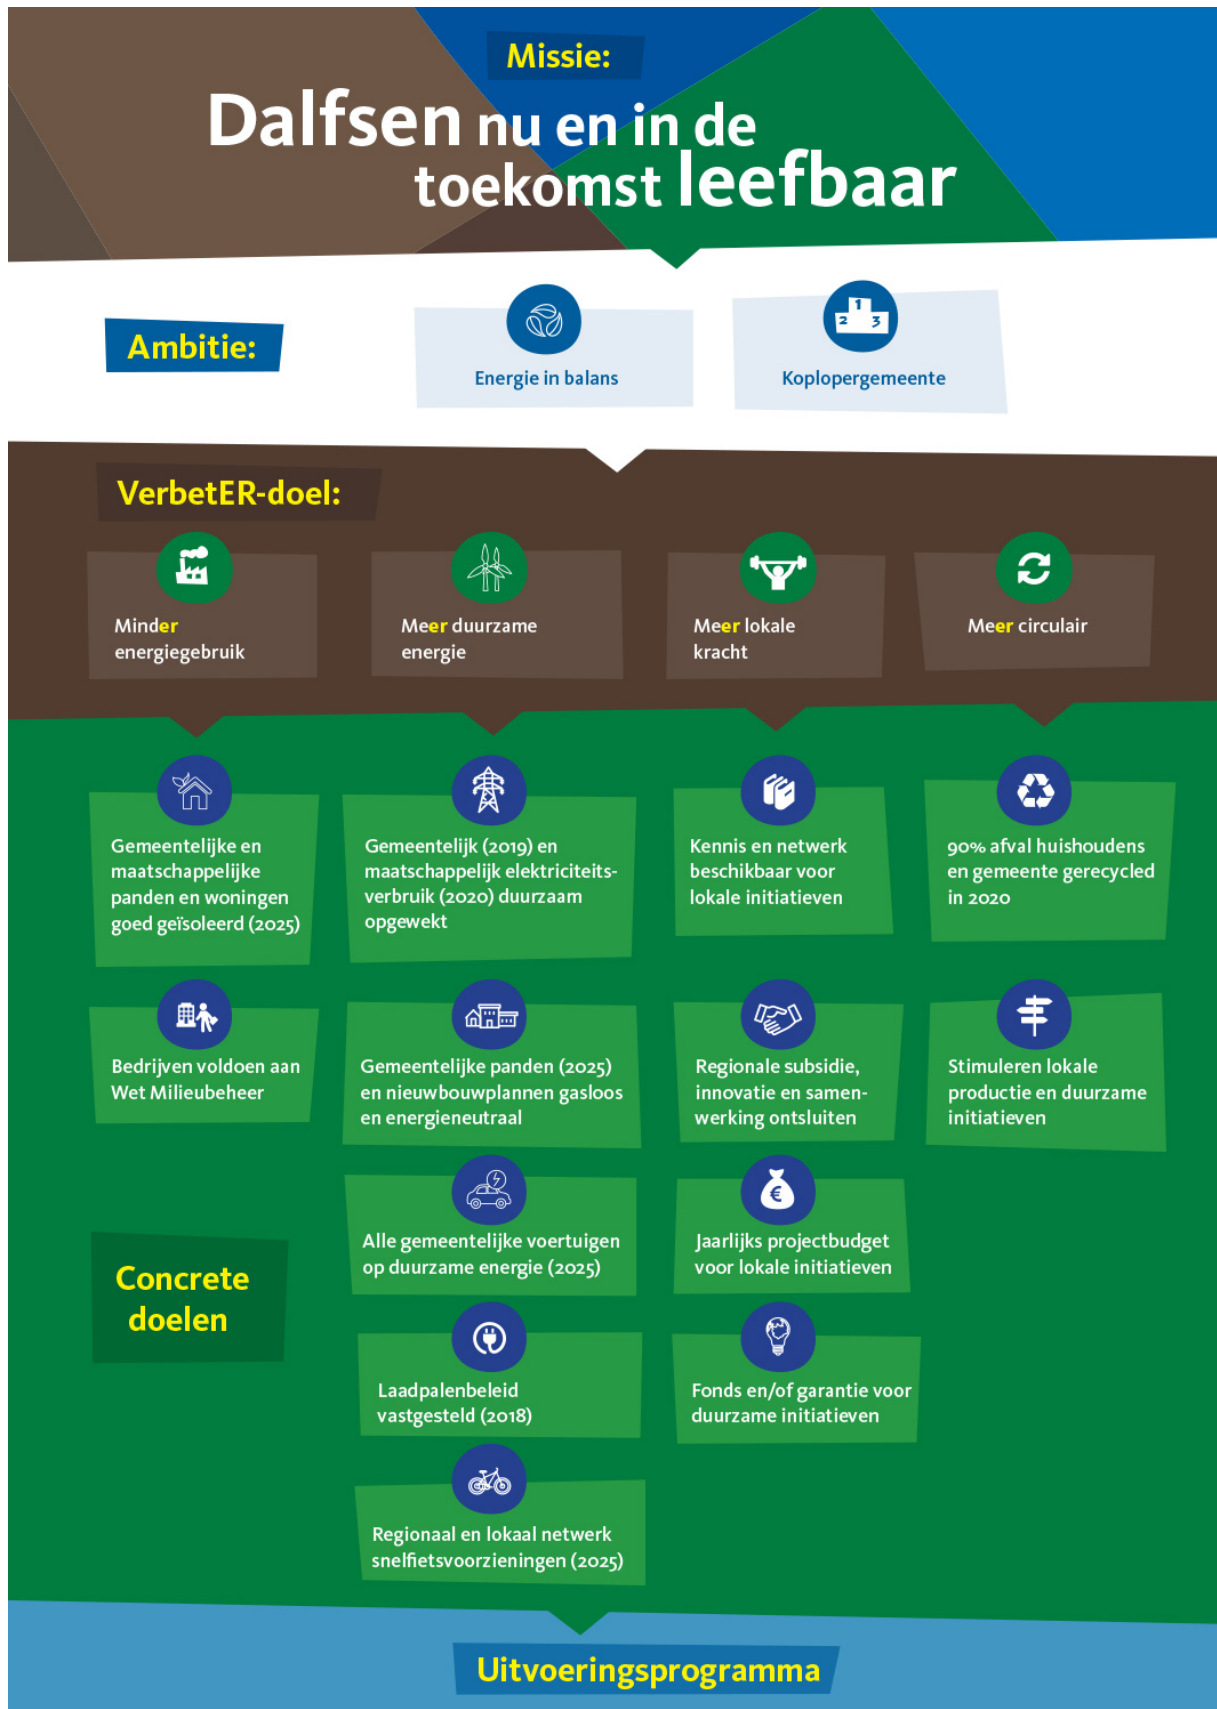 Missie:
Dalfsen nu en in de
toekomst leefbaar
Ambitie:
Energie in balans
1
2 3
Koplopergemeente
VerbetER-doel:
Minder
energiegebruik
Meer duurzame
energie
Meer lokale
kracht
Meer circulair
Gemeentelijke en
maatschappelijke
panden en woningen
goed geïsoleerd (2025)
Gemeentelijk (2019) en
maatschappelijk elektriciteits-
verbruik (2020) duurzaam
opgewekt
Kennis en netwerk
beschikbaar voor
lokale initiatieven
90% afval huishoudens
en gemeente gerecycled
in 2020
Bedrijven voldoen aan
Wet Milieubeheer
Gemeentelijke panden (2025)
en nieuwbouwplannen gasloos
en energieneutraal
Regionale subsidie,
innovatie en samen-
werking ontsluiten
Stimuleren lokale
productie en duurzame
initiatieven
Concrete
doelen
Alle gemeentelijke voertuigen
op duurzame energie (2025)
€
Jaarlijks projectbudget
voor lokale initiatieven
Laadpalenbeleid
vastgesteld (2018)
Fonds en/of garantie voor
duurzame initiatieven
Regionaal en lokaal netwerk
snelfietsvoorzieningen (2025)
Uitvoeringsprogramma